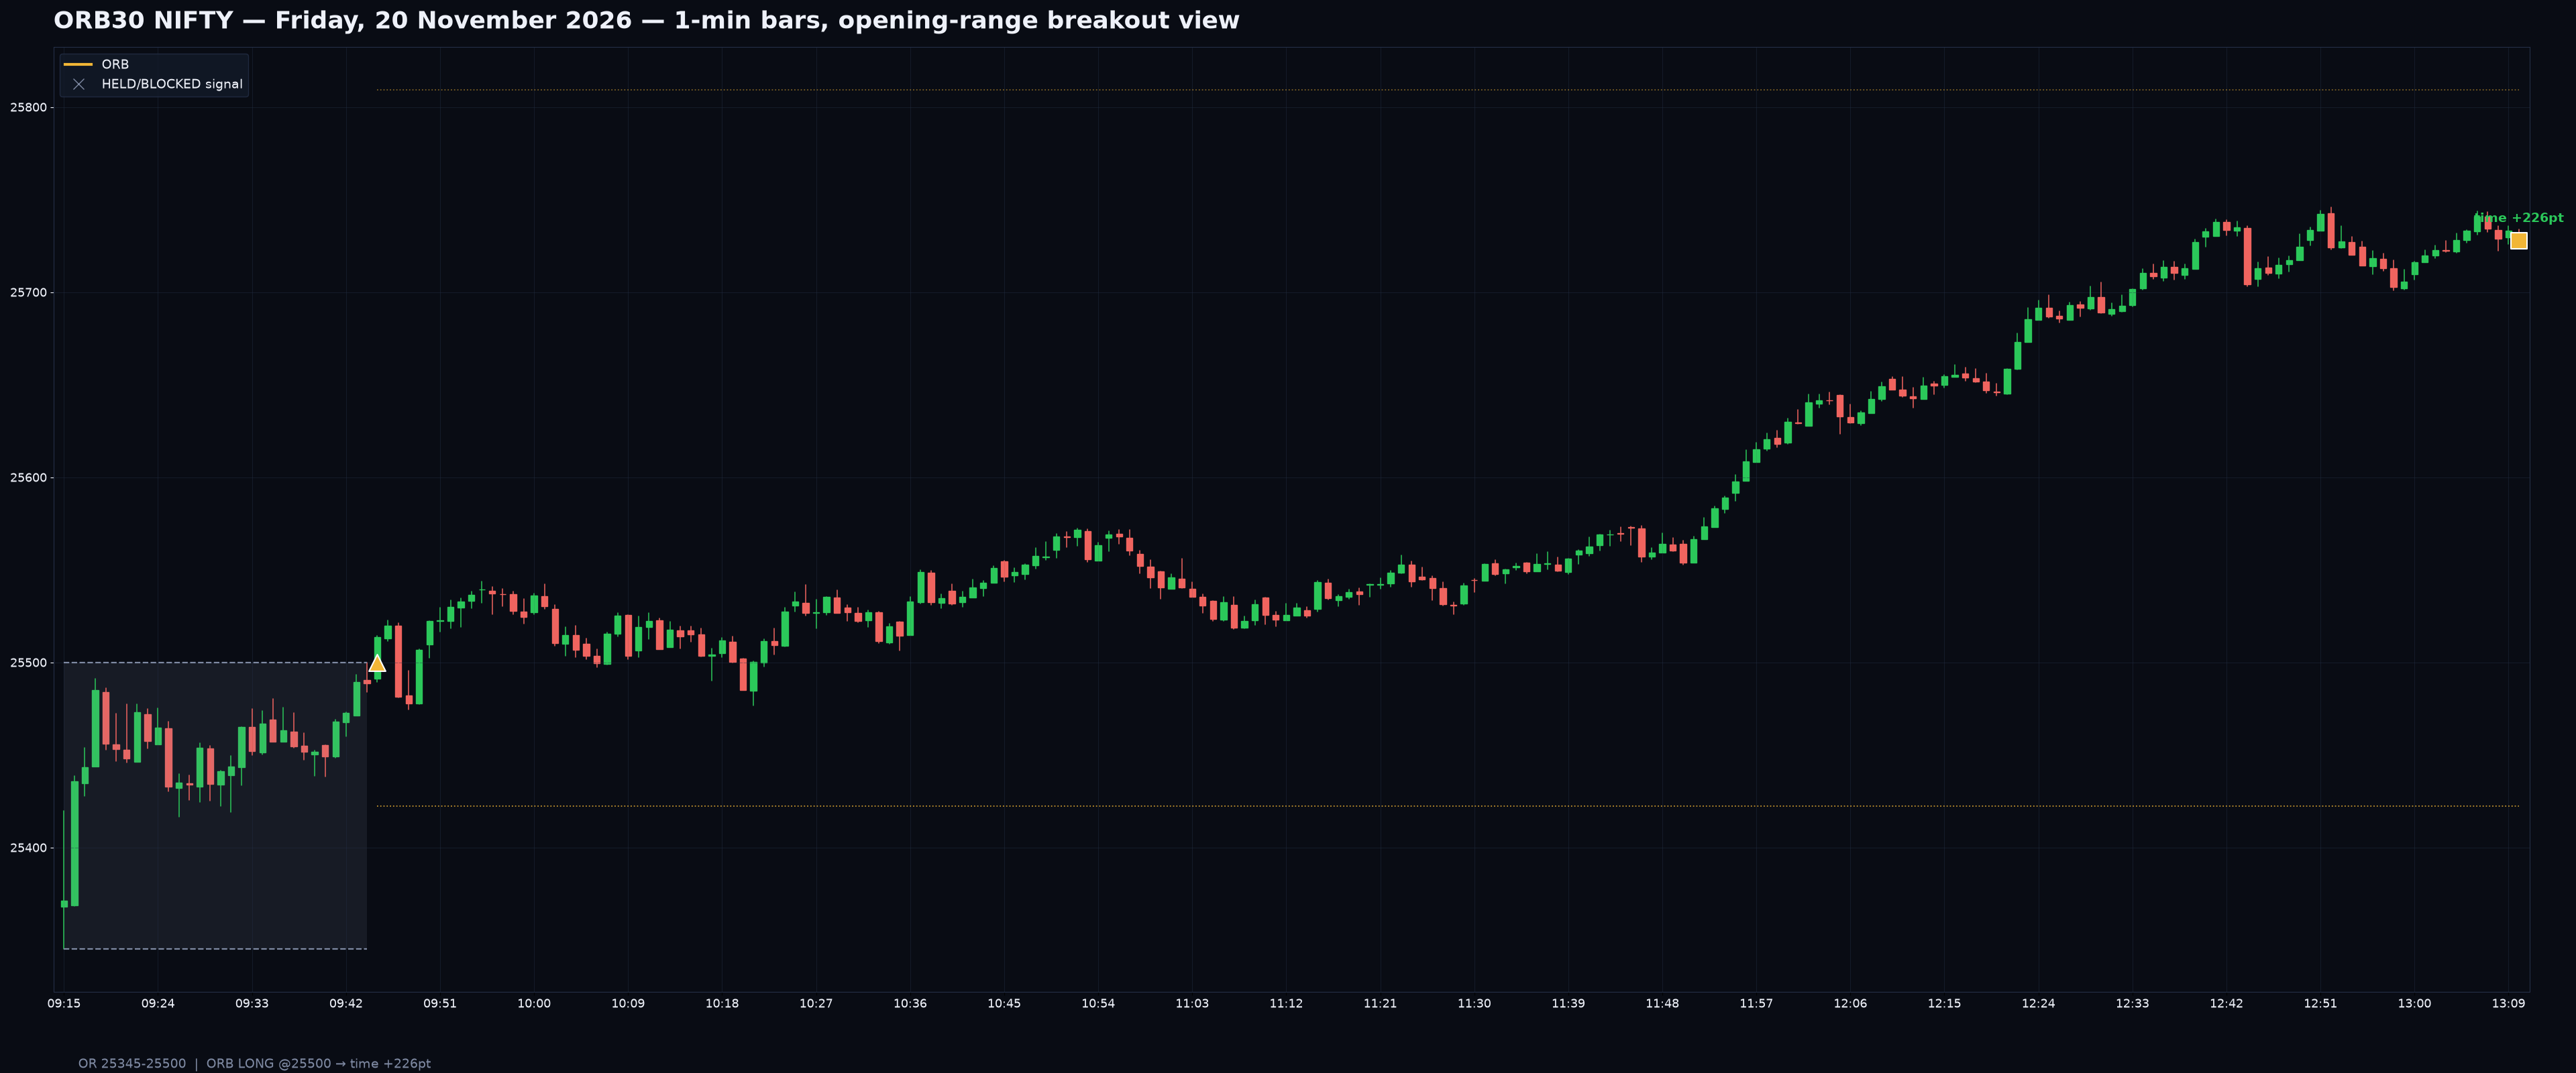 ORB30 NIFTY — Friday, 20 November 2026 — 1-min bars, opening-range breakout view
ORB
HELD/BLOCKED signal
25800
25700
25600
25500
25400
time +226pt
09:15 09:24 09:33 09:42 09:51 10:00 10:09 10:18 10:27 10:36 10:45 10:54 11:03 11:12 11:21 11:30 11:39 11:48 11:57 12:06 12:15 12:24 12:33 12:42 12:51 13:00 13:09
OR 25345-25500 | ORB LONG @25500 → time +226pt